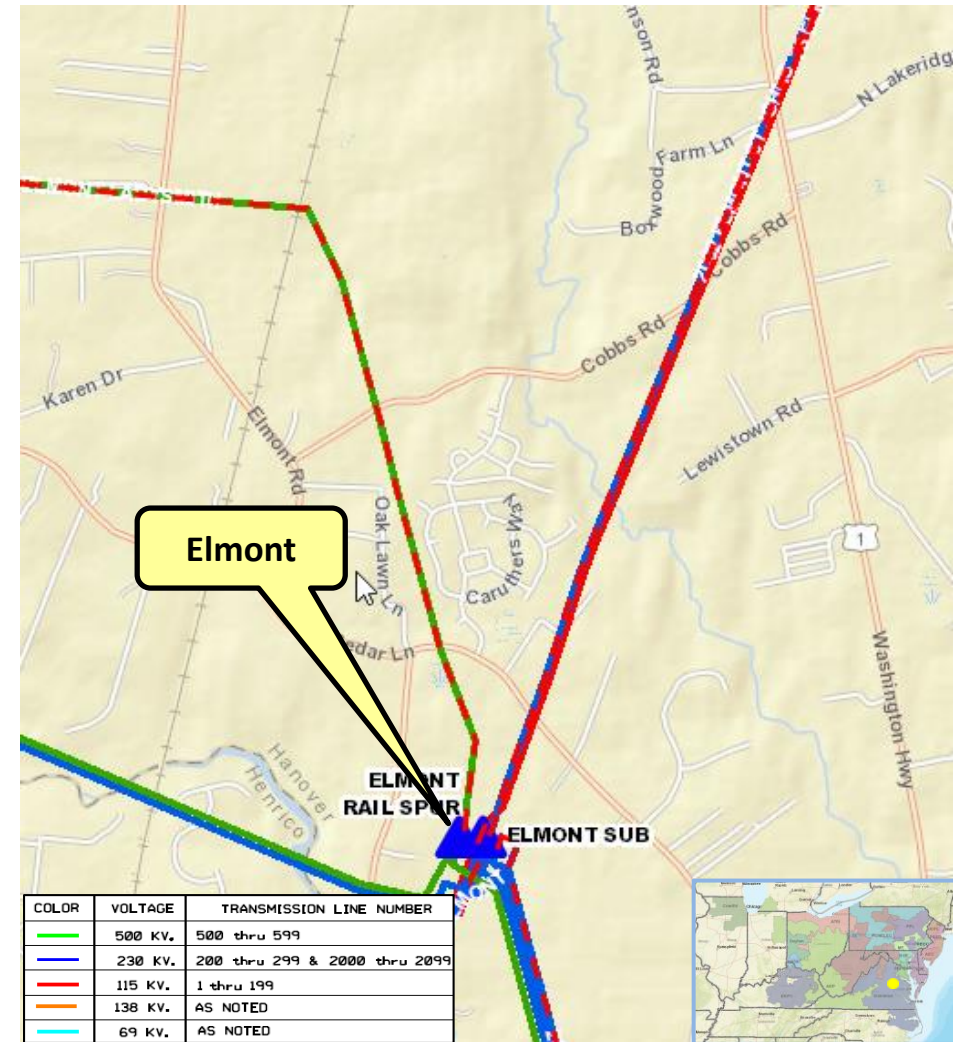 nson Rd
N Lakeridg
Farm Ln
Boxwood
Cobbs Rd
Cobbs Rd
Karen Dr
Elmont Rd
Lewistown Rd
Oak Lawn Ln
Caruthers Way
1
Elmont
edar Ln
Washington Hwy
Hanover
Henrico
ELMONT
RAIL SPUR
ELMONT SUB
COLOR VOLTAGE TRANSMISSION LINE NUMBER
500 KV. 500 thru 599
230 KV. 200 thru 299 & 2000 thru 2099
115 KV. 1 thru 199
138 KV. AS NOTED
69 KV. AS NOTED